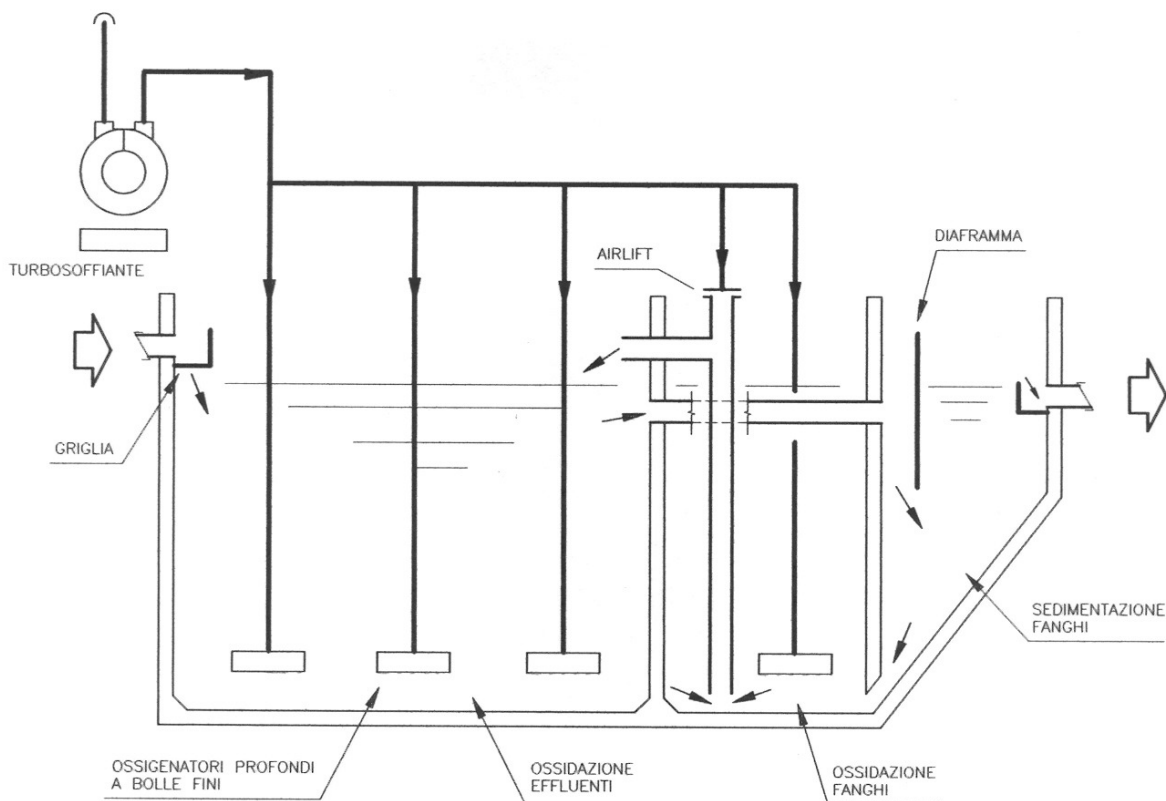 TURBOSOFFIANTE
AIRLIFT
DIAFRAMMA
GRIGLIA
SEDIMENTAZIONE
FANGHI
OSSIGENATORI PROFONDI
A BOLLE FINI
OSSIDAZIONE
EFFLUENTI
OSSIDAZIONE
FANGHI